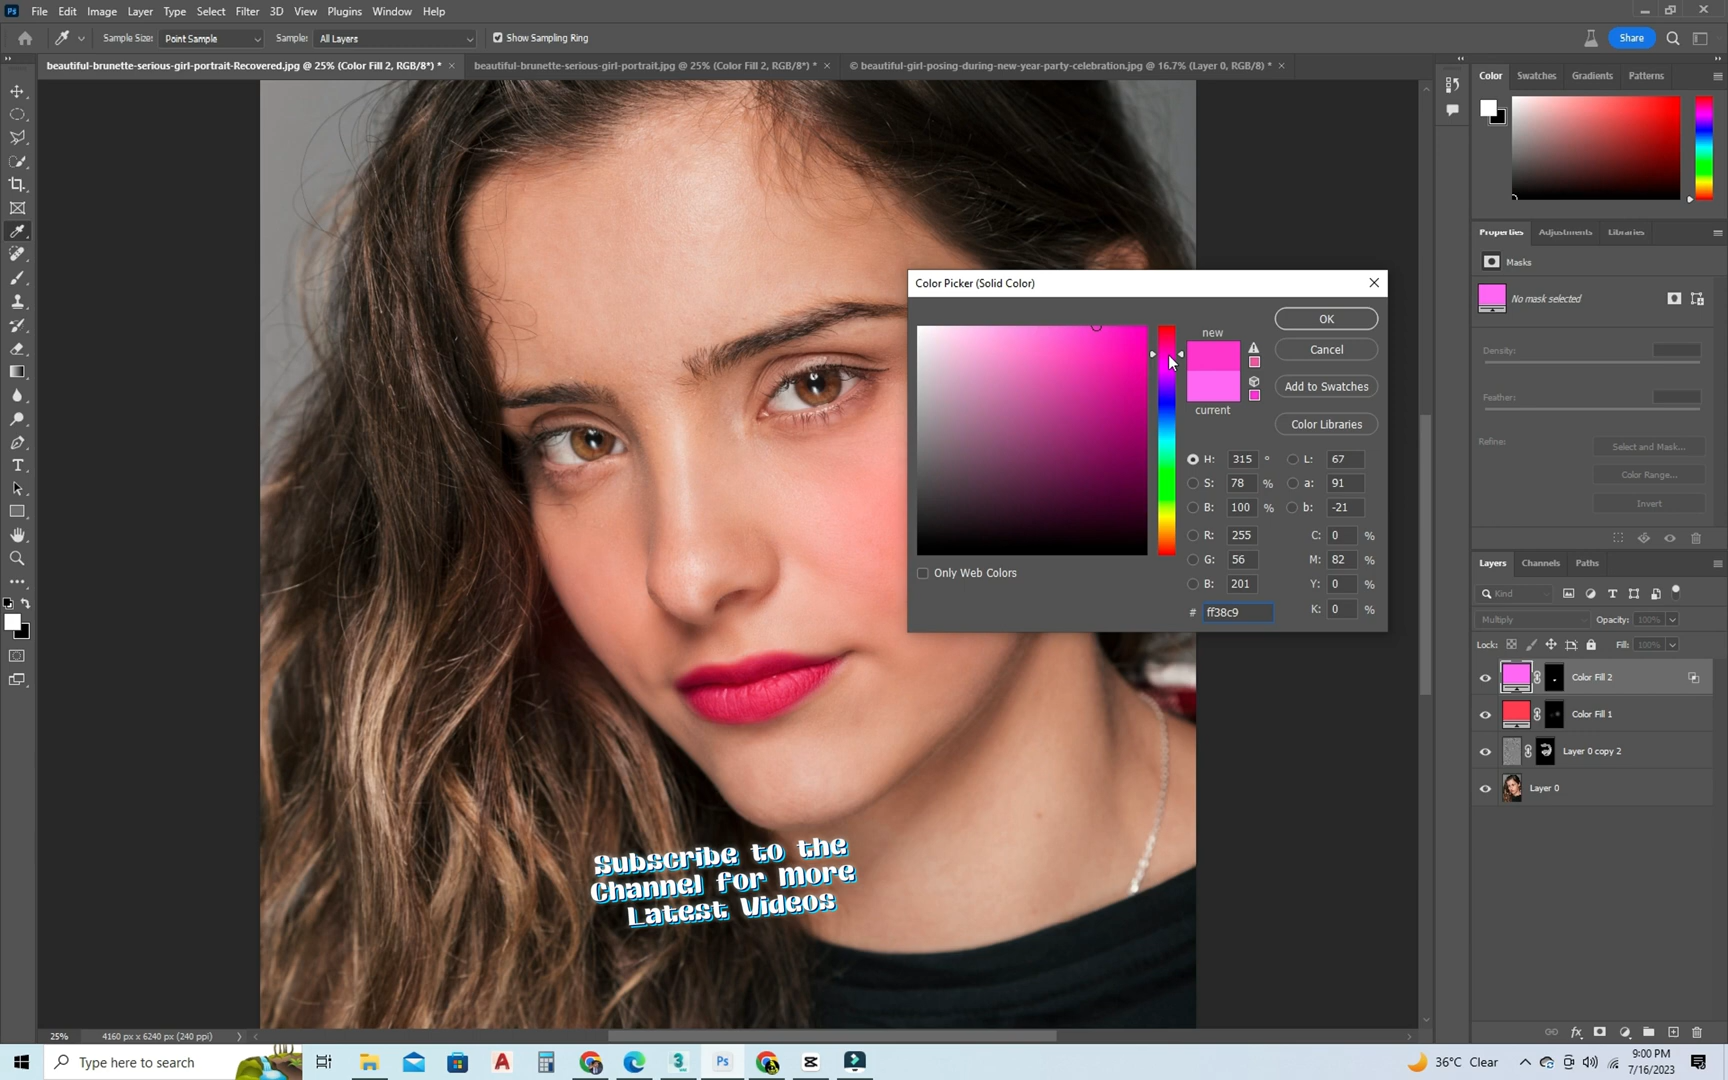 Ps File Edit Image Layer Type Select Filter 3D View Plugins Window Help
Sample Size: Point Sample Sample: All Layers Show Sampling Ring Share
beautiful-brunette-serious-girl-portrait-Recovered.jpg @ 25% (Color Fill 2, RGB/8*) * × beautiful-brunette-serious-girl-portrait.jpg @ 25% (Color Fill 2, RGB/8*) * × © beautiful-girl-posing-during-new-year-party-celebration.jpg @ 16.7% (Layer 0, RGB/8) * ×
Color Swatches Gradients Patterns
Properties Adjustments Libraries
Masks
No mask selected
Density:
Feather:
Refine: Select and Mask...
Color Range...
Invert
Color Picker (Solid Color)
new
current
OK
Cancel
Add to Swatches
Color Libraries
H: 315 ° L: 67
S: 78 % a: 91
B: 100 % b: -21
R: 255 C: 0 %
G: 56 M: 82 %
B: 201 Y: 0 %
# ff38c9 K: 0 %
Only Web Colors
Layers Channels Paths
Kind
Multiply Opacity: 100%
Lock: Fill: 100%
Color Fill 2
Color Fill 1
Layer 0 copy 2
Layer 0
Subscribe to the
Channel for More
Latest Videos
25% 4160 px x 6240 px (240 ppi)
Type here to search
36°C Clear
9:00 PM
7/16/2023